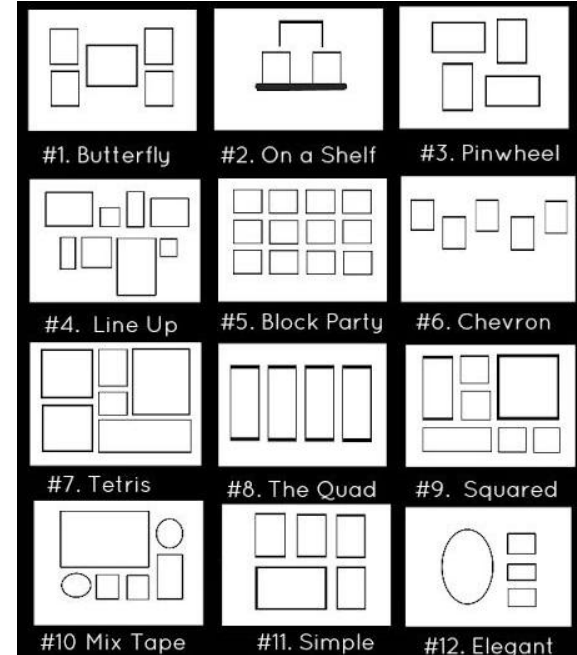 #1. Butterfly
#2. On a Shelf
#3. Pinwheel
#4. Line Up
#5. Block Party
#6. Chevron
#7. Tetris
#8. The Quad
#9. Squared
#10 Mix Tape
#11. Simple
#12. Elegant